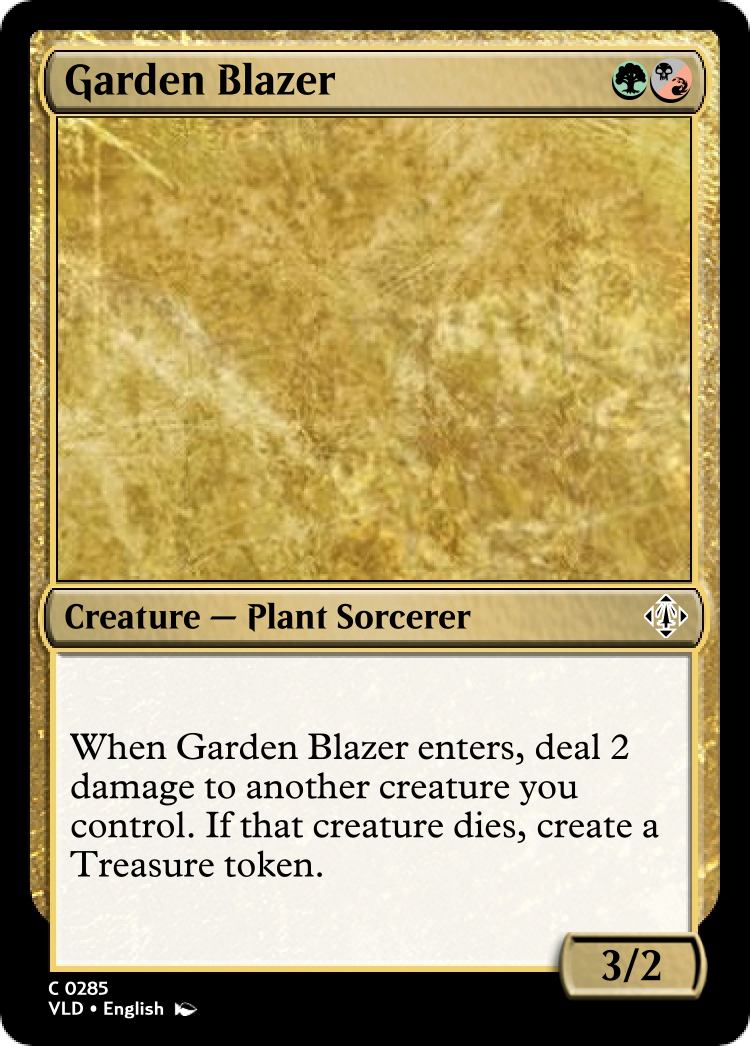 Garden Blazer
Creature — Plant Sorcerer
When Garden Blazer enters, deal 2
damage to another creature you
control. If that creature dies, create a
Treasure token.
3/2
C 0285
VLD • English